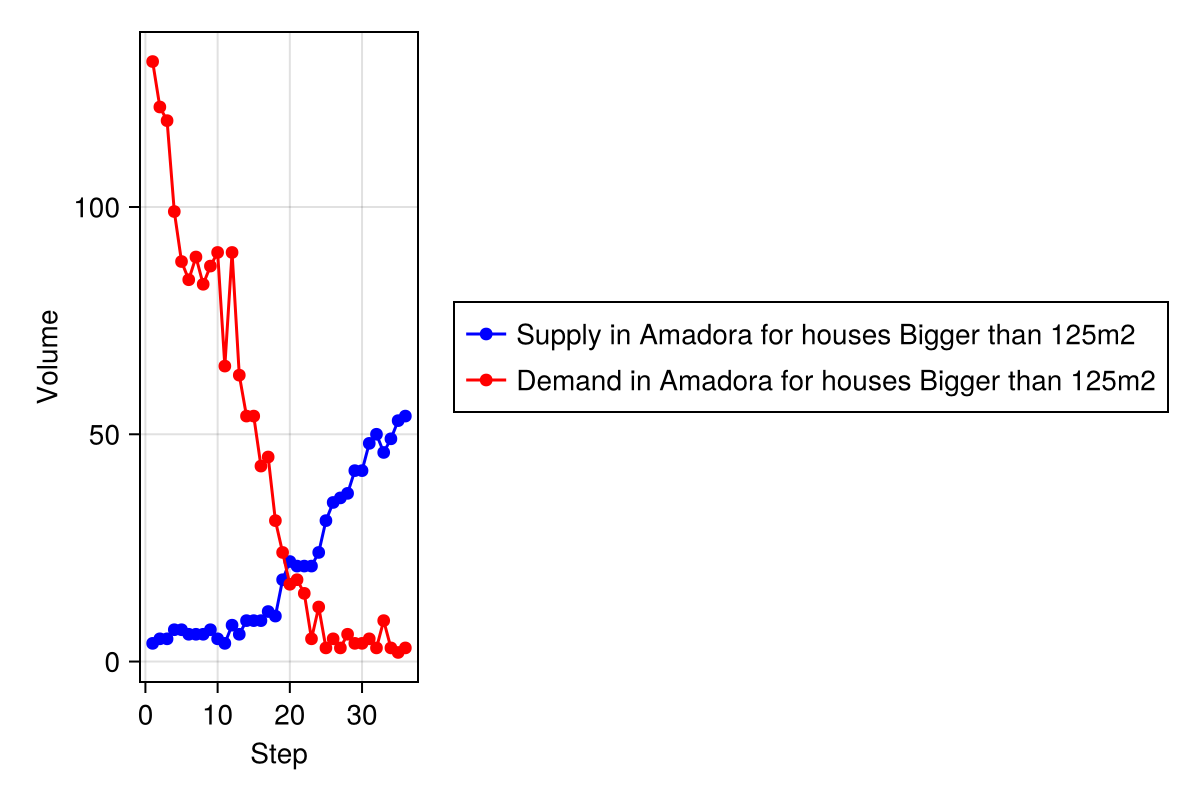 Volume
100
50
0
0 10 20 30
Step
Supply in Amadora for houses Bigger than 125m2
Demand in Amadora for houses Bigger than 125m2